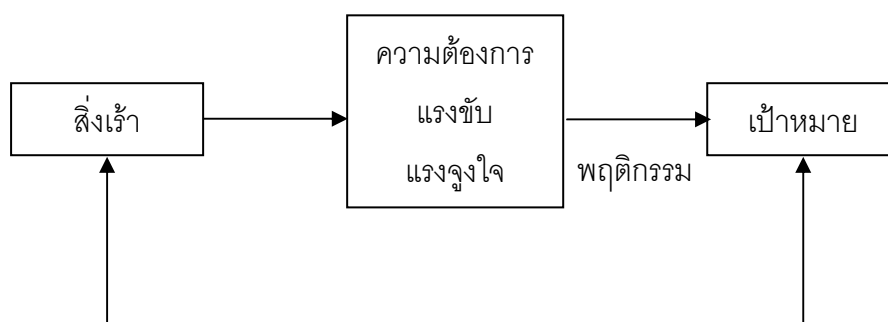 สิ่งเร้า
ความต้องการ
แรงขับ
แรงจูงใจ
พฤติกรรม
เป้าหมาย